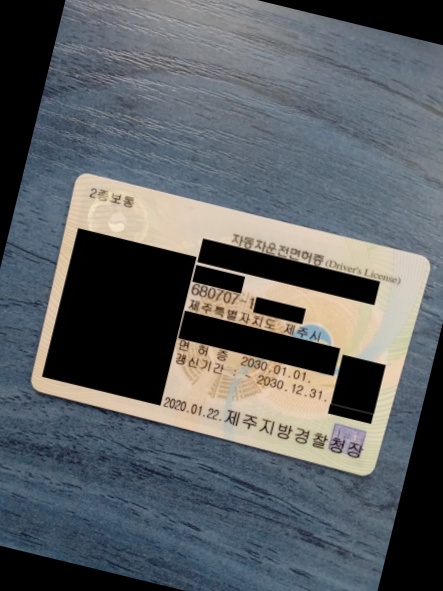 2종보통
자동차운전면허증 (Driver's License)
680707-1
제주특별자치도 제주시
면 허 증 2030.01.01.
갱신기간 : ~ 2030.12.31.
2020.01.22. 제주지방경찰청장